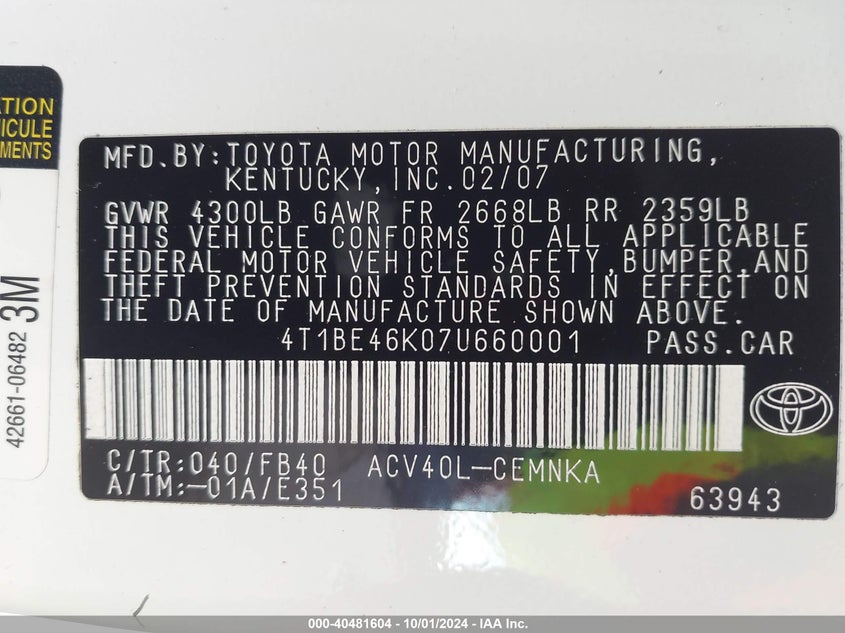 TION
HICULE
MENTS
42661-06482 3M
MFD.BY:TOYOTA MOTOR MANUFACTURING,
KENTUCKY,INC.02/07
GVWR 4300LB GAWR FR 2668LB RR 2359LB
THIS VEHICLE CONFORMS TO ALL APPLICABLE
FEDERAL MOTOR VEHICLE SAFETY,BUMPER,AND
THEFT PREVENTION STANDARDS IN EFFECT ON
THE DATE OF MANUFACTURE SHOWN ABOVE.
4T1BE46K07U660001 PASS.CAR
C/TR:040/FB40 ACV40L-CEMNKA
A/TM:-01A/E351 63943
000-40481604 - 10/01/2024 - IAA Inc.